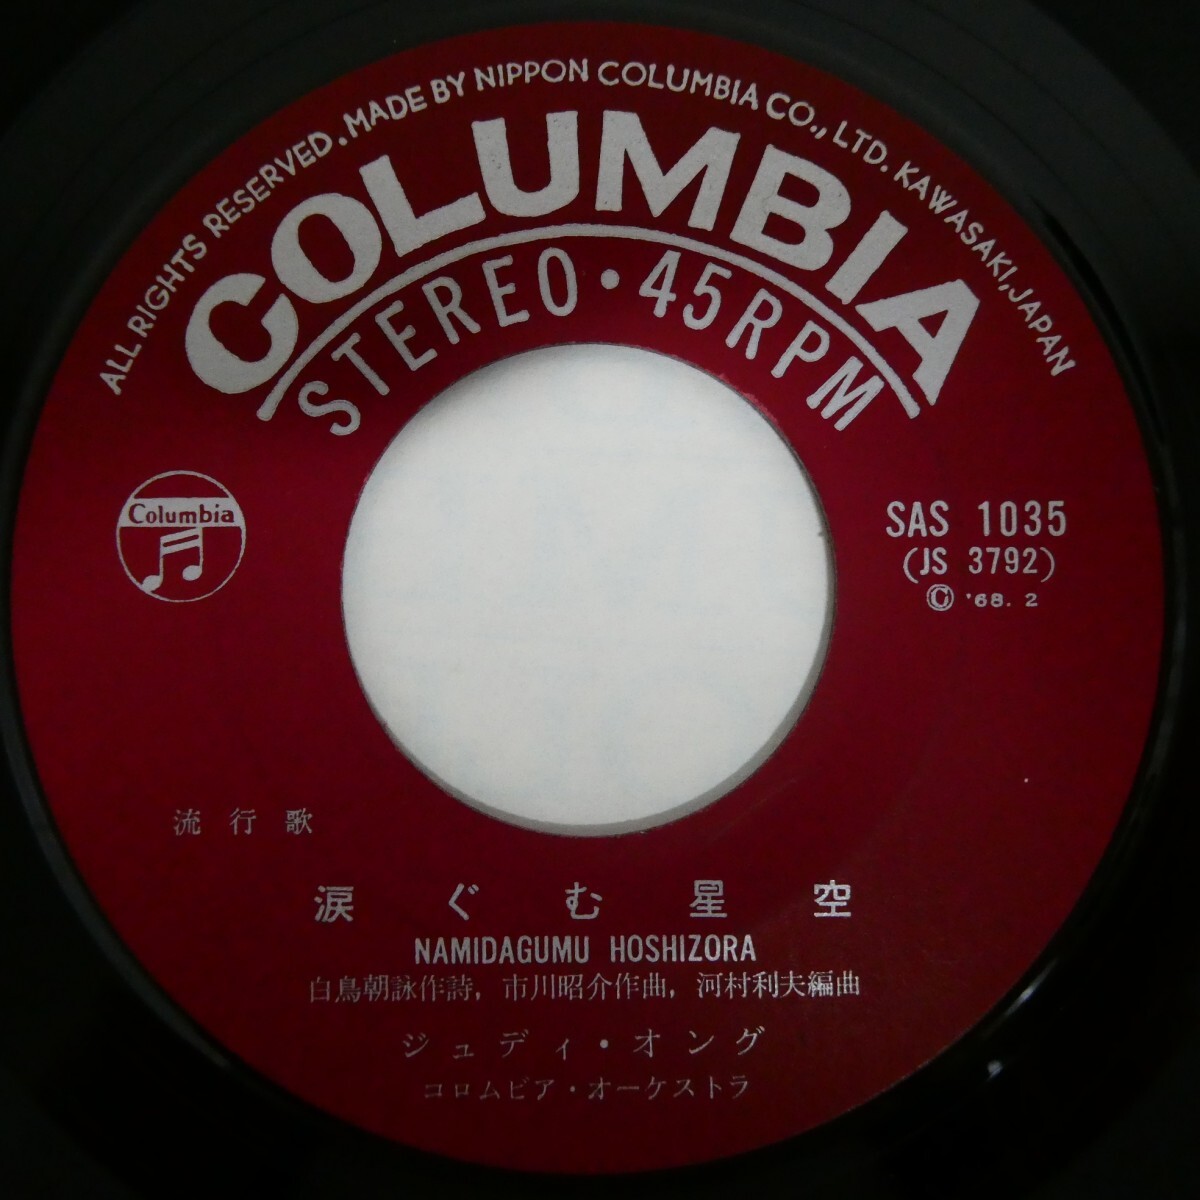 ALL RIGHTS RESERVED. MADE BY NIPPON COLUMBIA CO., LTD. KAWASAKI, JAPAN
COLUMBIA
STEREO・45RPM
Columbia
SAS 1035
(JS 3792)
Ⓒ '68. 2
流行歌
涙ぐむ星空
NAMIDAGUMU HOSHIZORA
白鳥朝詠作詩, 市川昭介作曲, 河村利夫編曲
ジュディ・オング
コロムビア・オーケストラ